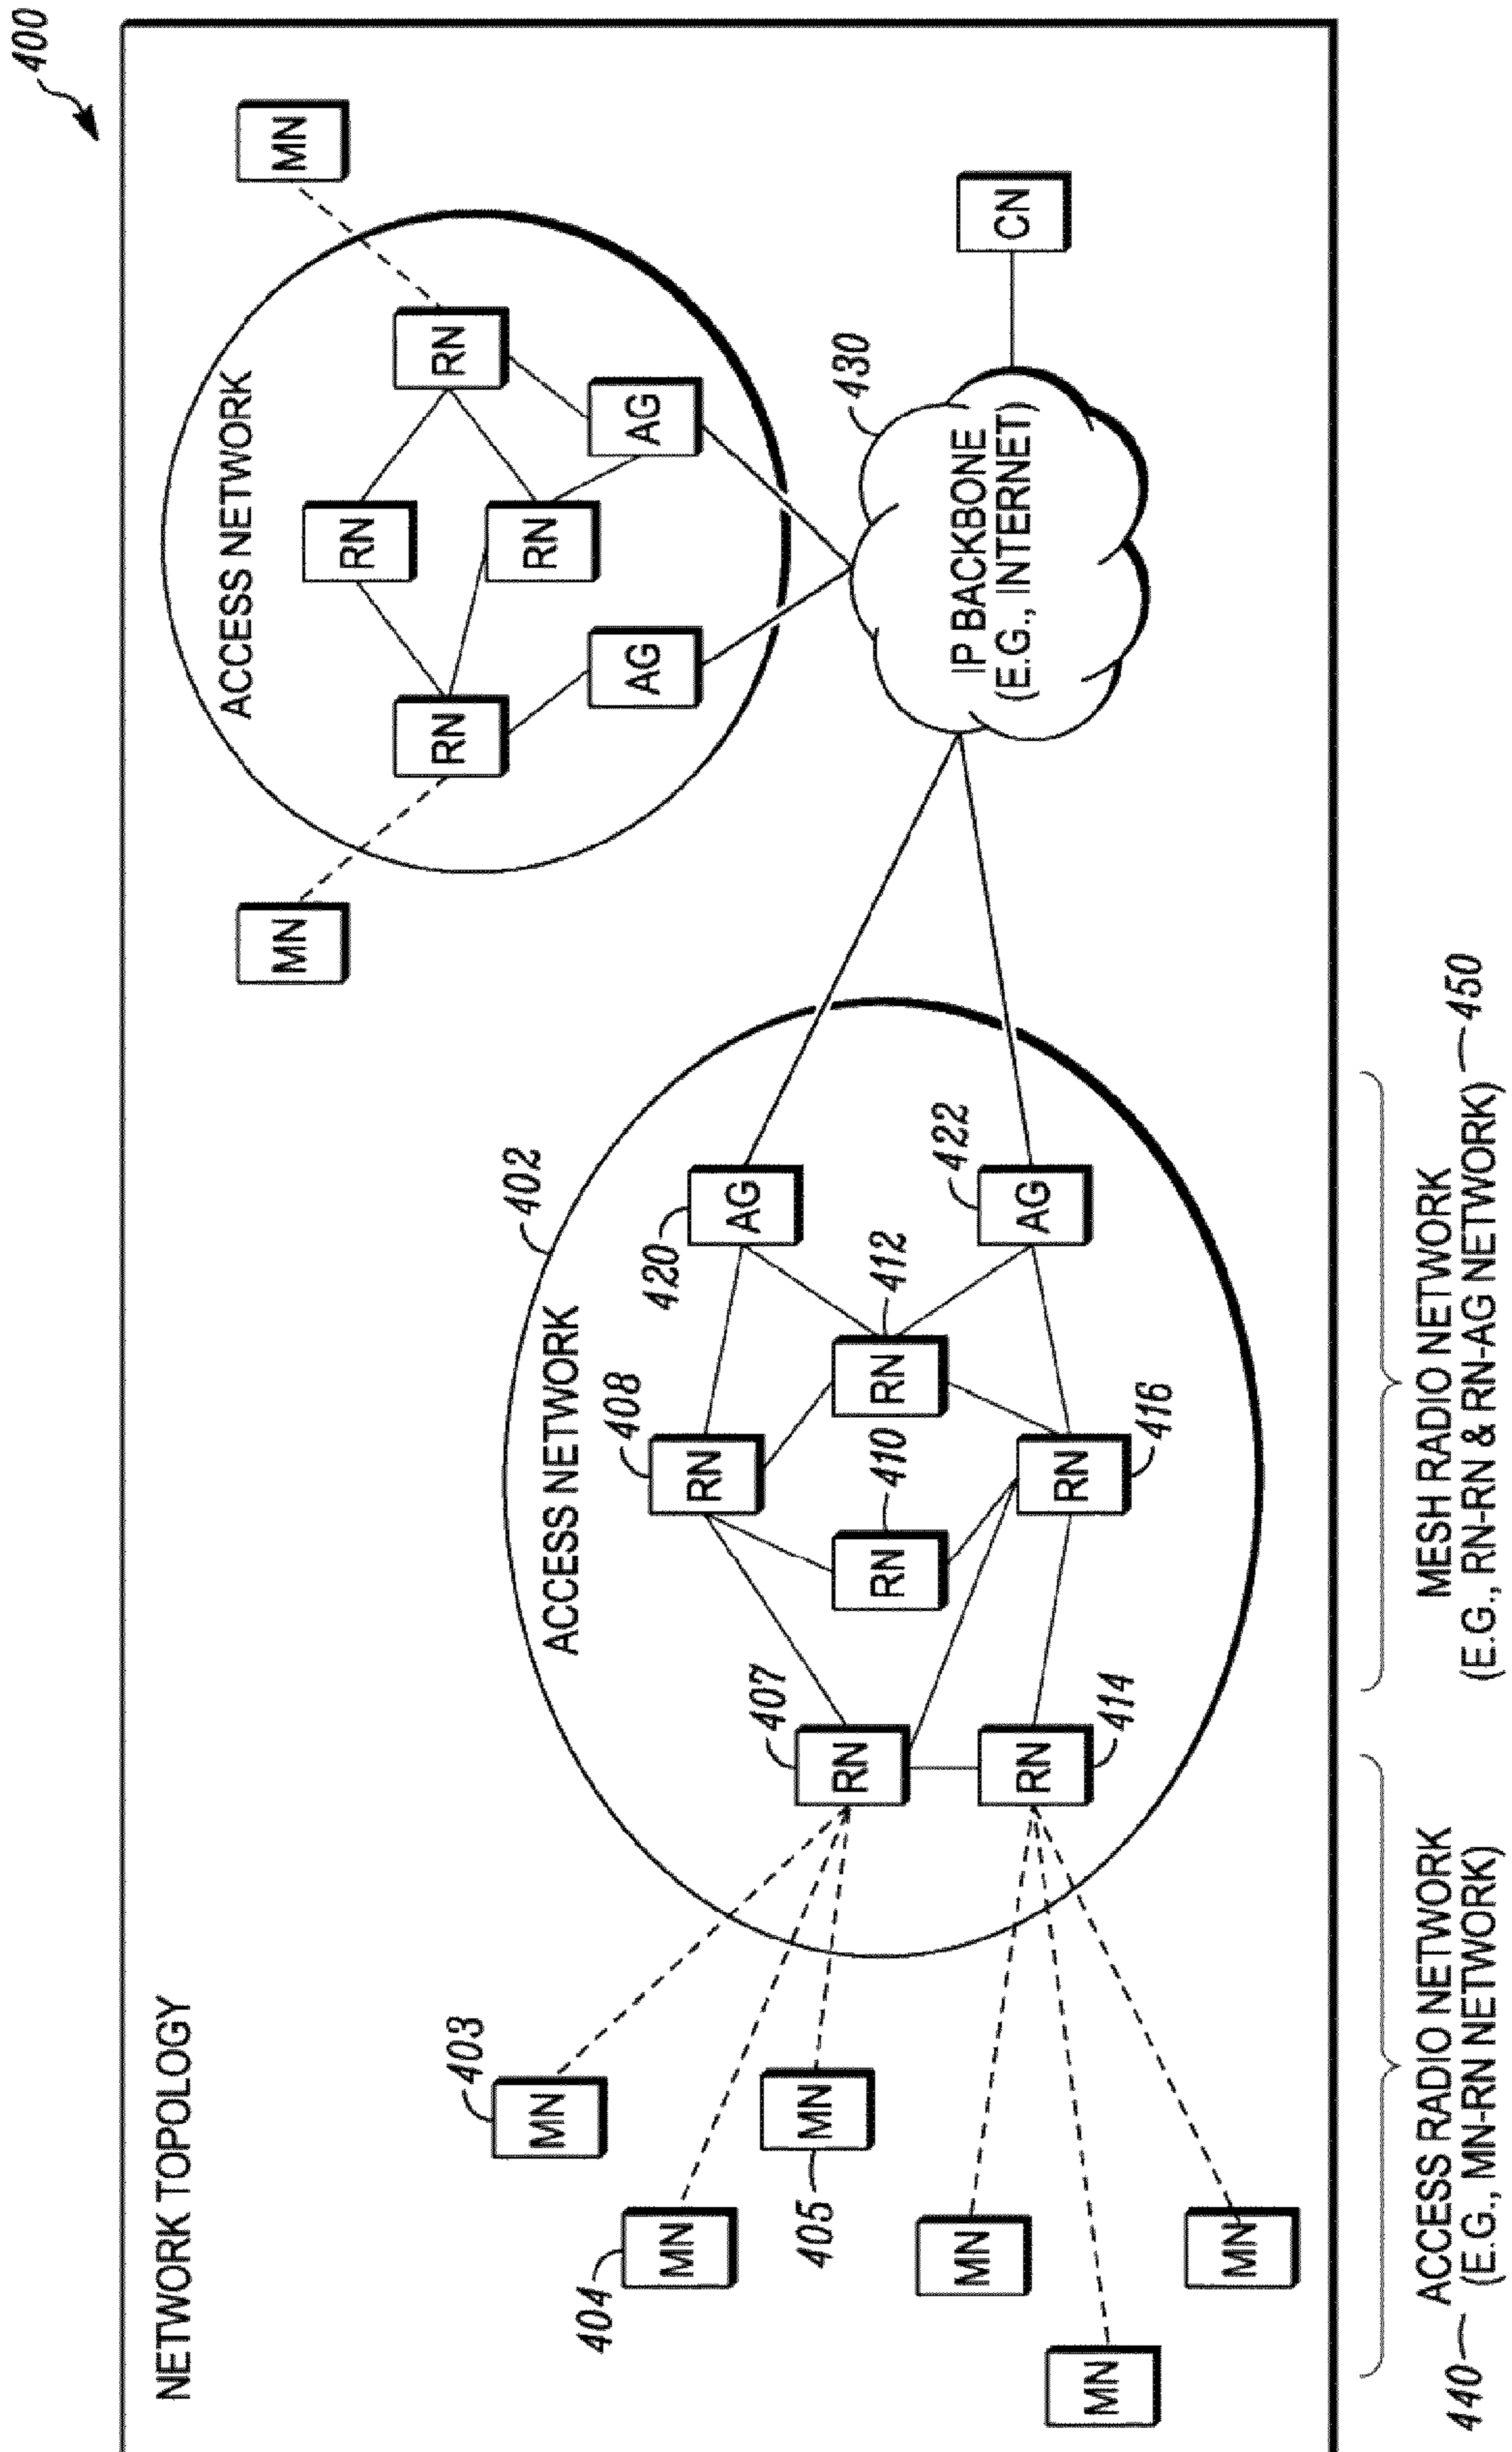 400
NETWORK TOPOLOGY
MN
MN
ACCESS NETWORK
RN
RN
RN
RN
AG
AG
402
ACCESS NETWORK
403
MN
404
MN
405
MN
MN
MN
MN
407
RN
408
RN
410
RN
412
RN
414
RN
416
RN
420
AG
422
AG
430
IP BACKBONE
(E.G., INTERNET)
CN
440
ACCESS RADIO NETWORK
(E.G., MN-RN NETWORK)
MESH RADIO NETWORK
(E.G., RN-RN & RN-AG NETWORK)
450